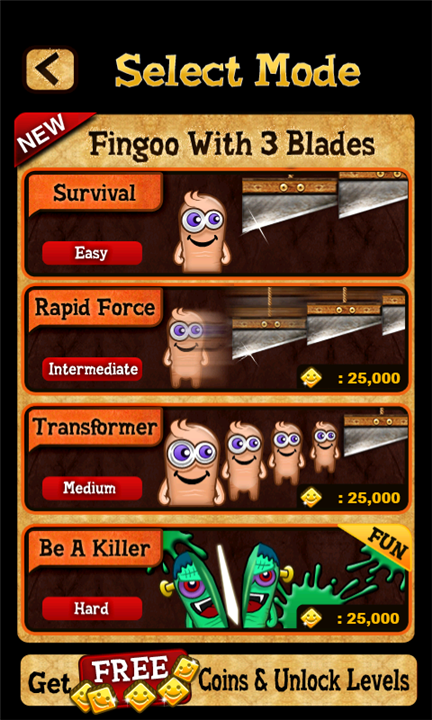 Select Mode
NEW
Fingoo With 3 Blades
Survival
Easy
Rapid Force
Intermediate
: 25,000
Transformer
Medium
: 25,000
Be A Killer
FUN
Hard
: 25,000
Get FREE Coins & Unlock Levels